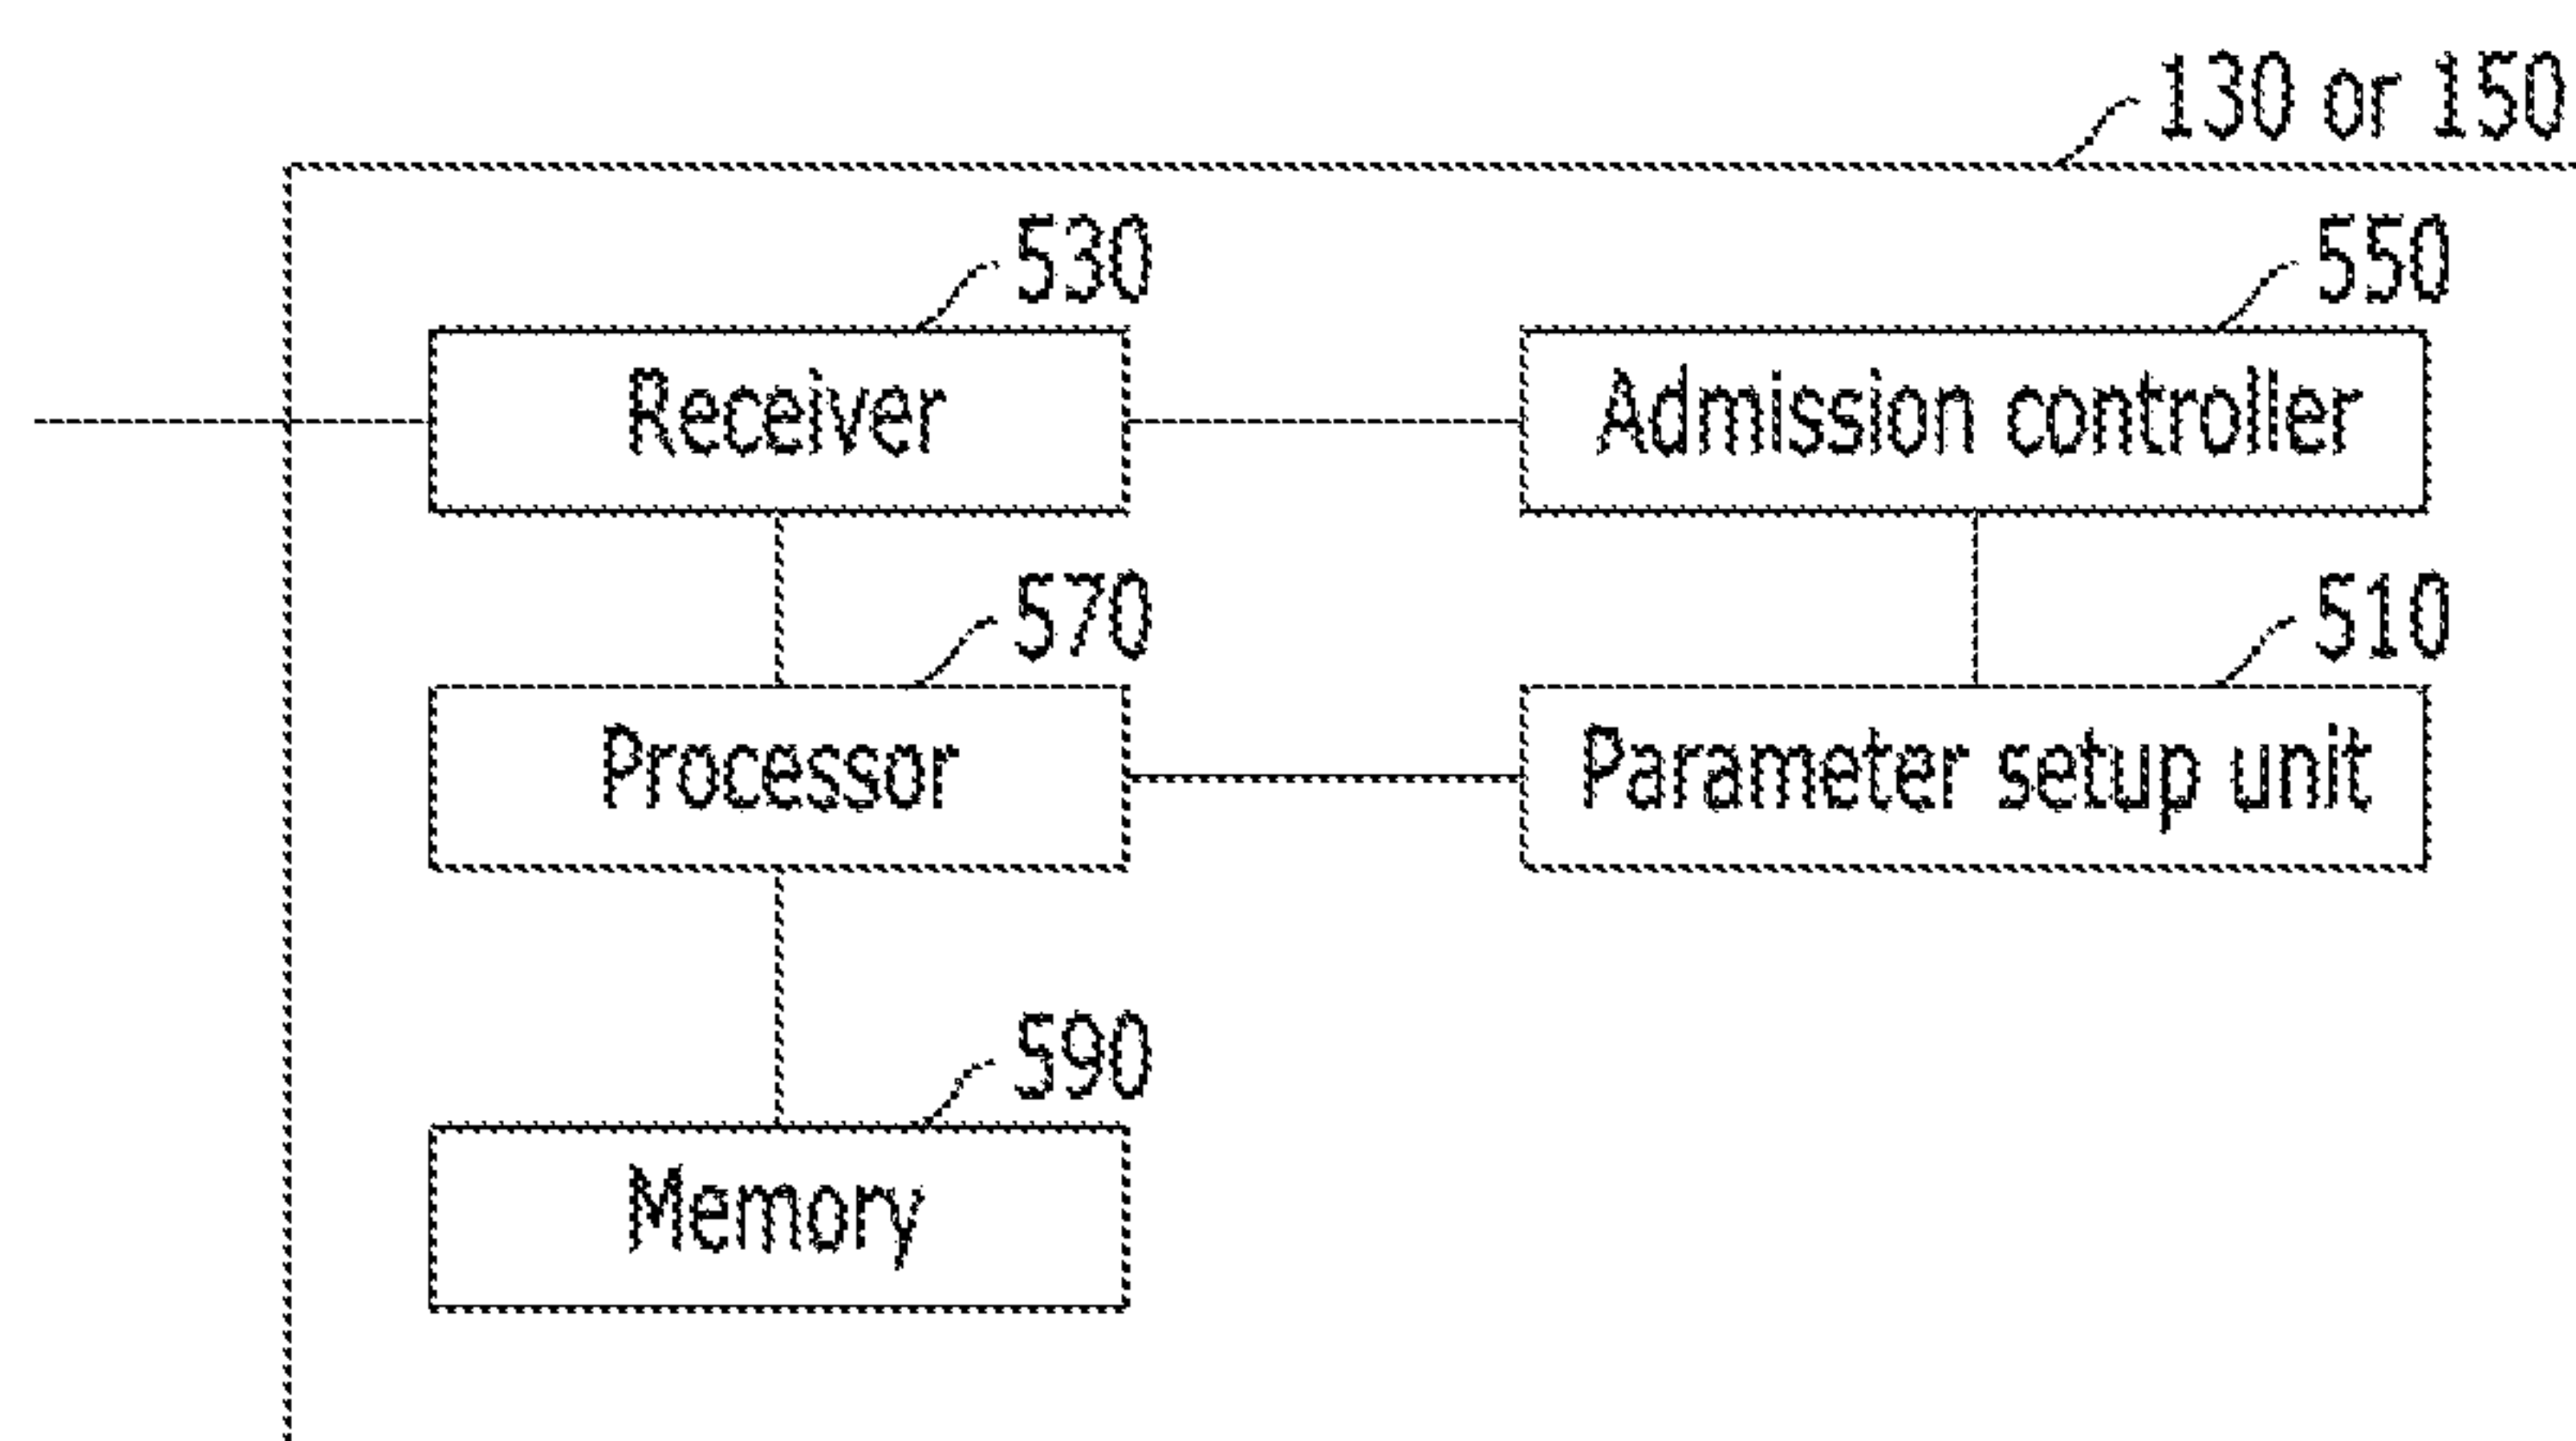 130 or 150
530
550
Receiver
Admission controller
570
510
Processor
Parameter setup unit
590
Memory